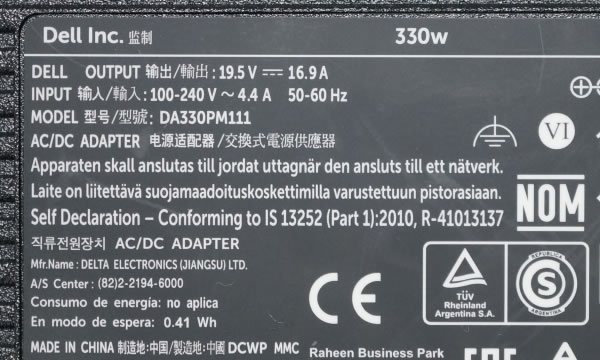 Dell Inc. 监制
330w
DELL OUTPUT 输出/輸出: 19.5 V ⎓ 16.9 A
INPUT 输入/輸入: 100-240 V ~ 4.4 A 50-60 Hz
MODEL 型号/型號: DA330PM111
AC/DC ADAPTER 电源适配器/交換式電源供應器
VI
Apparaten skall anslutas till jordat uttagnär den ansluts till ett nätverk.
Laite on liitettävä suojamaadoituskoskettimilla varustettuun pistorasiaan.
Self Declaration – Conforming to IS 13252 (Part 1):2010, R-41013137
NOM
직류전원장치 AC/DC ADAPTER
Mfr.Name : DELTA ELECTRONICS (JIANGSU) LTD.
A/S Center : (82)2-2194-6000
Consumo de energía: no aplica
En modo de espera: 0.41 Wh
CE
TÜV
Rheinland
Argentina S.A.
REPUBLICA
S
ARGENTINA
MADE IN CHINA 制造地:中国/製造地:中國 DCWP MMC
Raheen Business Park